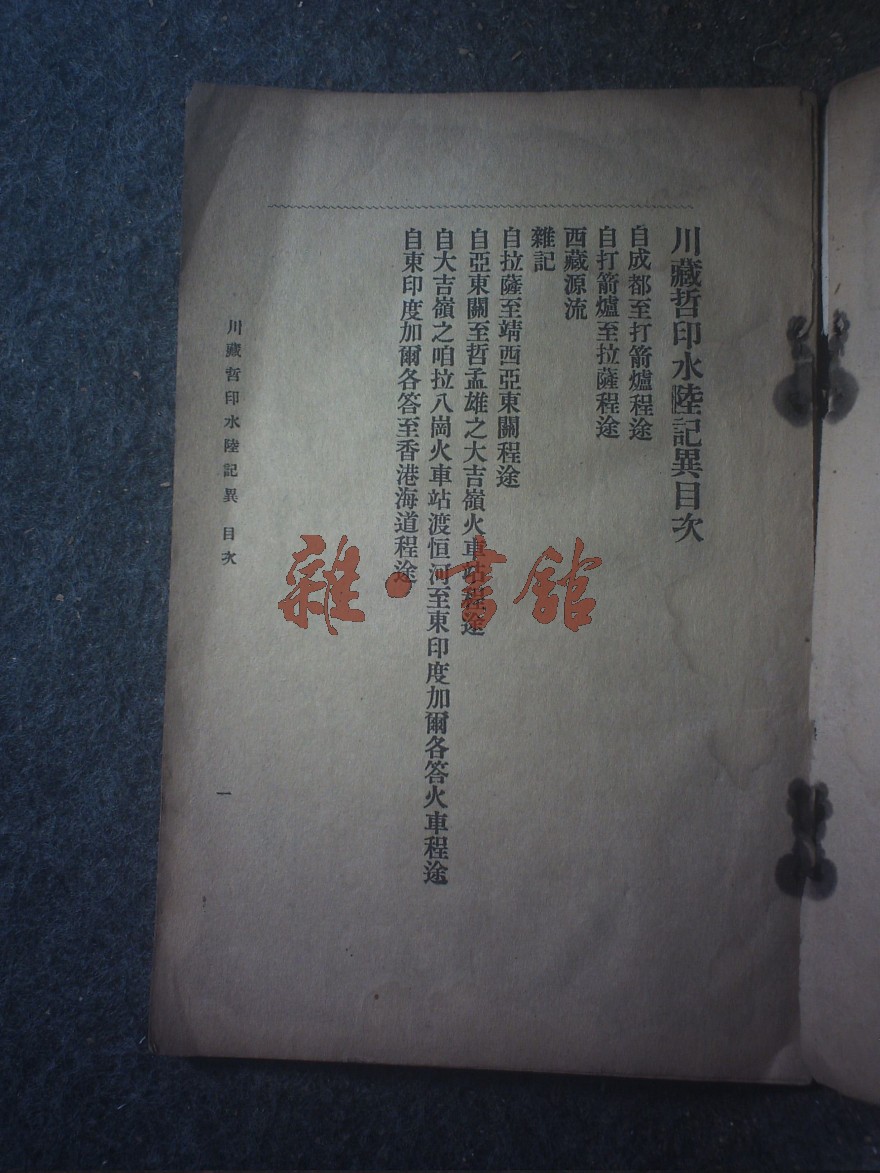 川藏哲印水陸記異目次
自成都至打箭爐程途
自打箭爐至拉薩程途
西藏源流
雜記
自拉薩至靖西亞東關程途
自亞東關至哲孟雄之大吉嶺火車站程途
自大吉嶺之咱拉八崗火車站渡恒河至東印度加爾各答火車程途
自東印度加爾各答至香港海道程途
川藏哲印水陸記異 目次
一
雜·書館